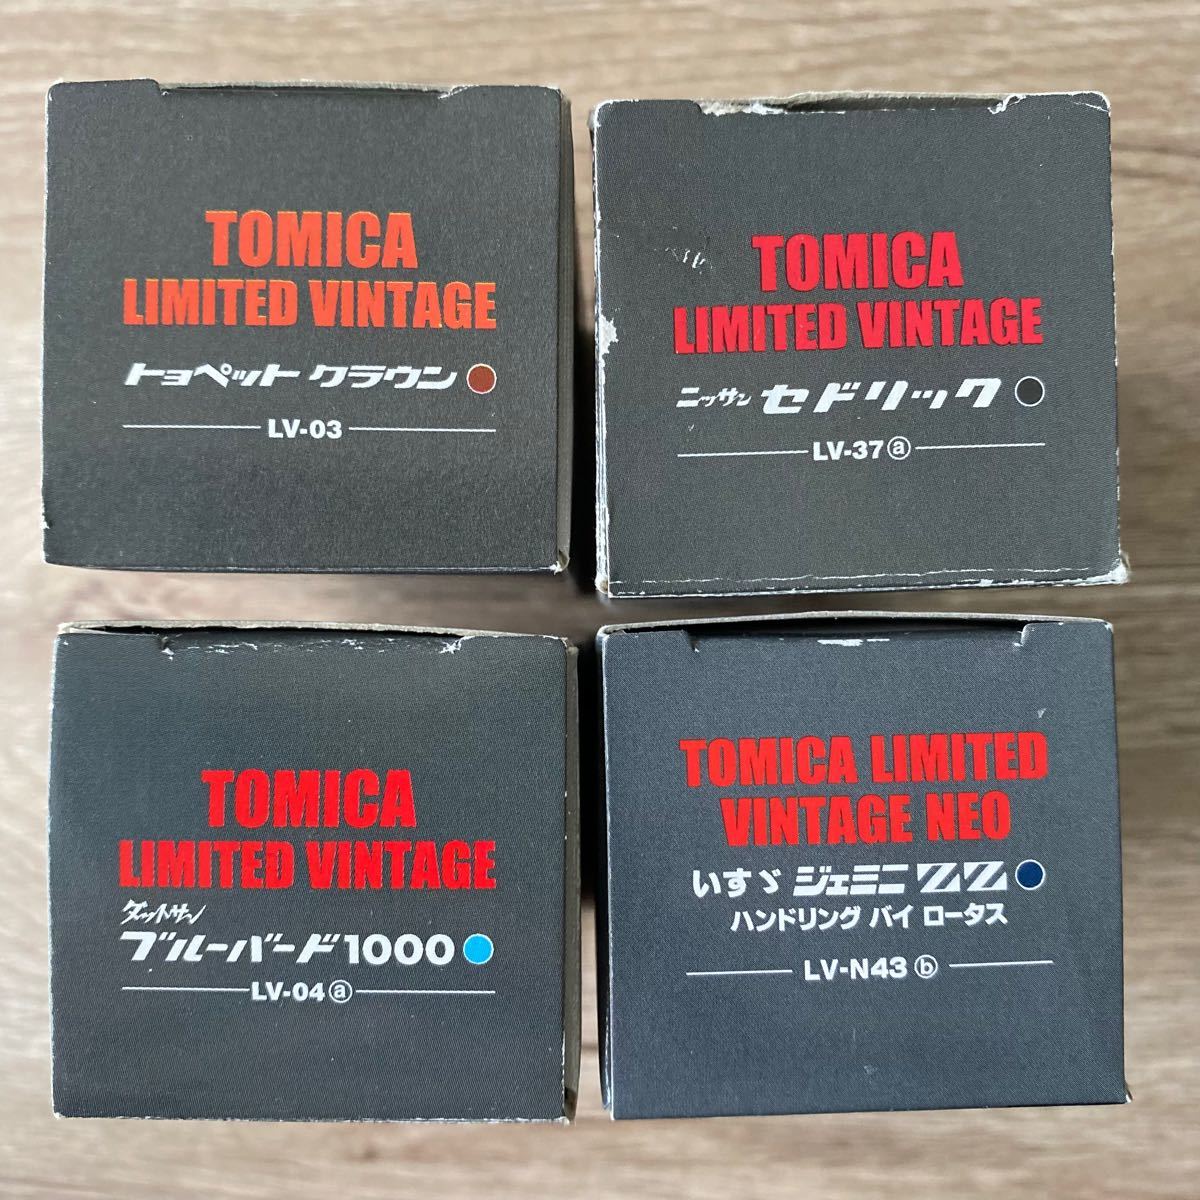 TOMICA
LIMITED VINTAGE
トヨペット クラウン
LV-03
TOMICA
LIMITED VINTAGE
ニッサン セドリック
LV-37ⓐ
TOMICA
LIMITED VINTAGE
ダットサン
ブルーバード1000
LV-04ⓐ
TOMICA LIMITED
VINTAGE NEO
いすゞ ジェミニ ZZ
ハンドリング バイ ロータス
LV-N43ⓑ